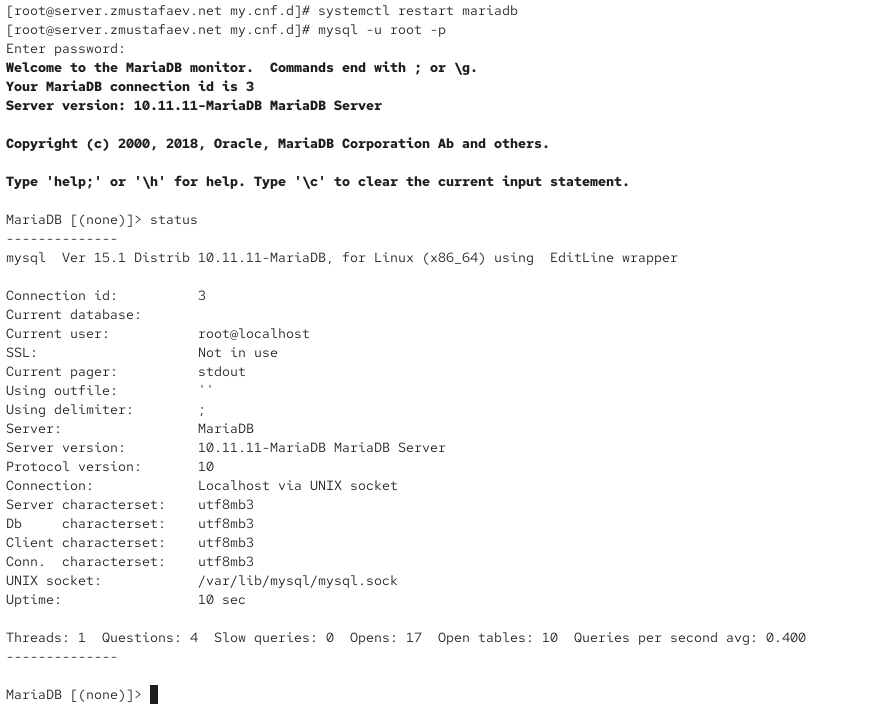 [root@server.zmustafaev.net my.cnf.d]# systemctl restart mariadb
[root@server.zmustafaev.net my.cnf.d]# mysql -u root -p
Enter password:
Welcome to the MariaDB monitor.  Commands end with ; or \g.
Your MariaDB connection id is 3
Server version: 10.11.11-MariaDB MariaDB Server

Copyright (c) 2000, 2018, Oracle, MariaDB Corporation Ab and others.

Type 'help;' or '\h' for help. Type '\c' to clear the current input statement.

MariaDB [(none)]> status
--------------
mysql  Ver 15.1 Distrib 10.11.11-MariaDB, for Linux (x86_64) using  EditLine wrapper

Connection id:          3
Current database:
Current user:           root@localhost
SSL:                    Not in use
Current pager:          stdout
Using outfile:          ''
Using delimiter:        ;
Server:                 MariaDB
Server version:         10.11.11-MariaDB MariaDB Server
Protocol version:       10
Connection:             Localhost via UNIX socket
Server characterset:    utf8mb3
Db     characterset:    utf8mb3
Client characterset:    utf8mb3
Conn.  characterset:    utf8mb3
UNIX socket:            /var/lib/mysql/mysql.sock
Uptime:                 10 sec

Threads: 1  Questions: 4  Slow queries: 0  Opens: 17  Open tables: 10  Queries per second avg: 0.400
--------------

MariaDB [(none)]>